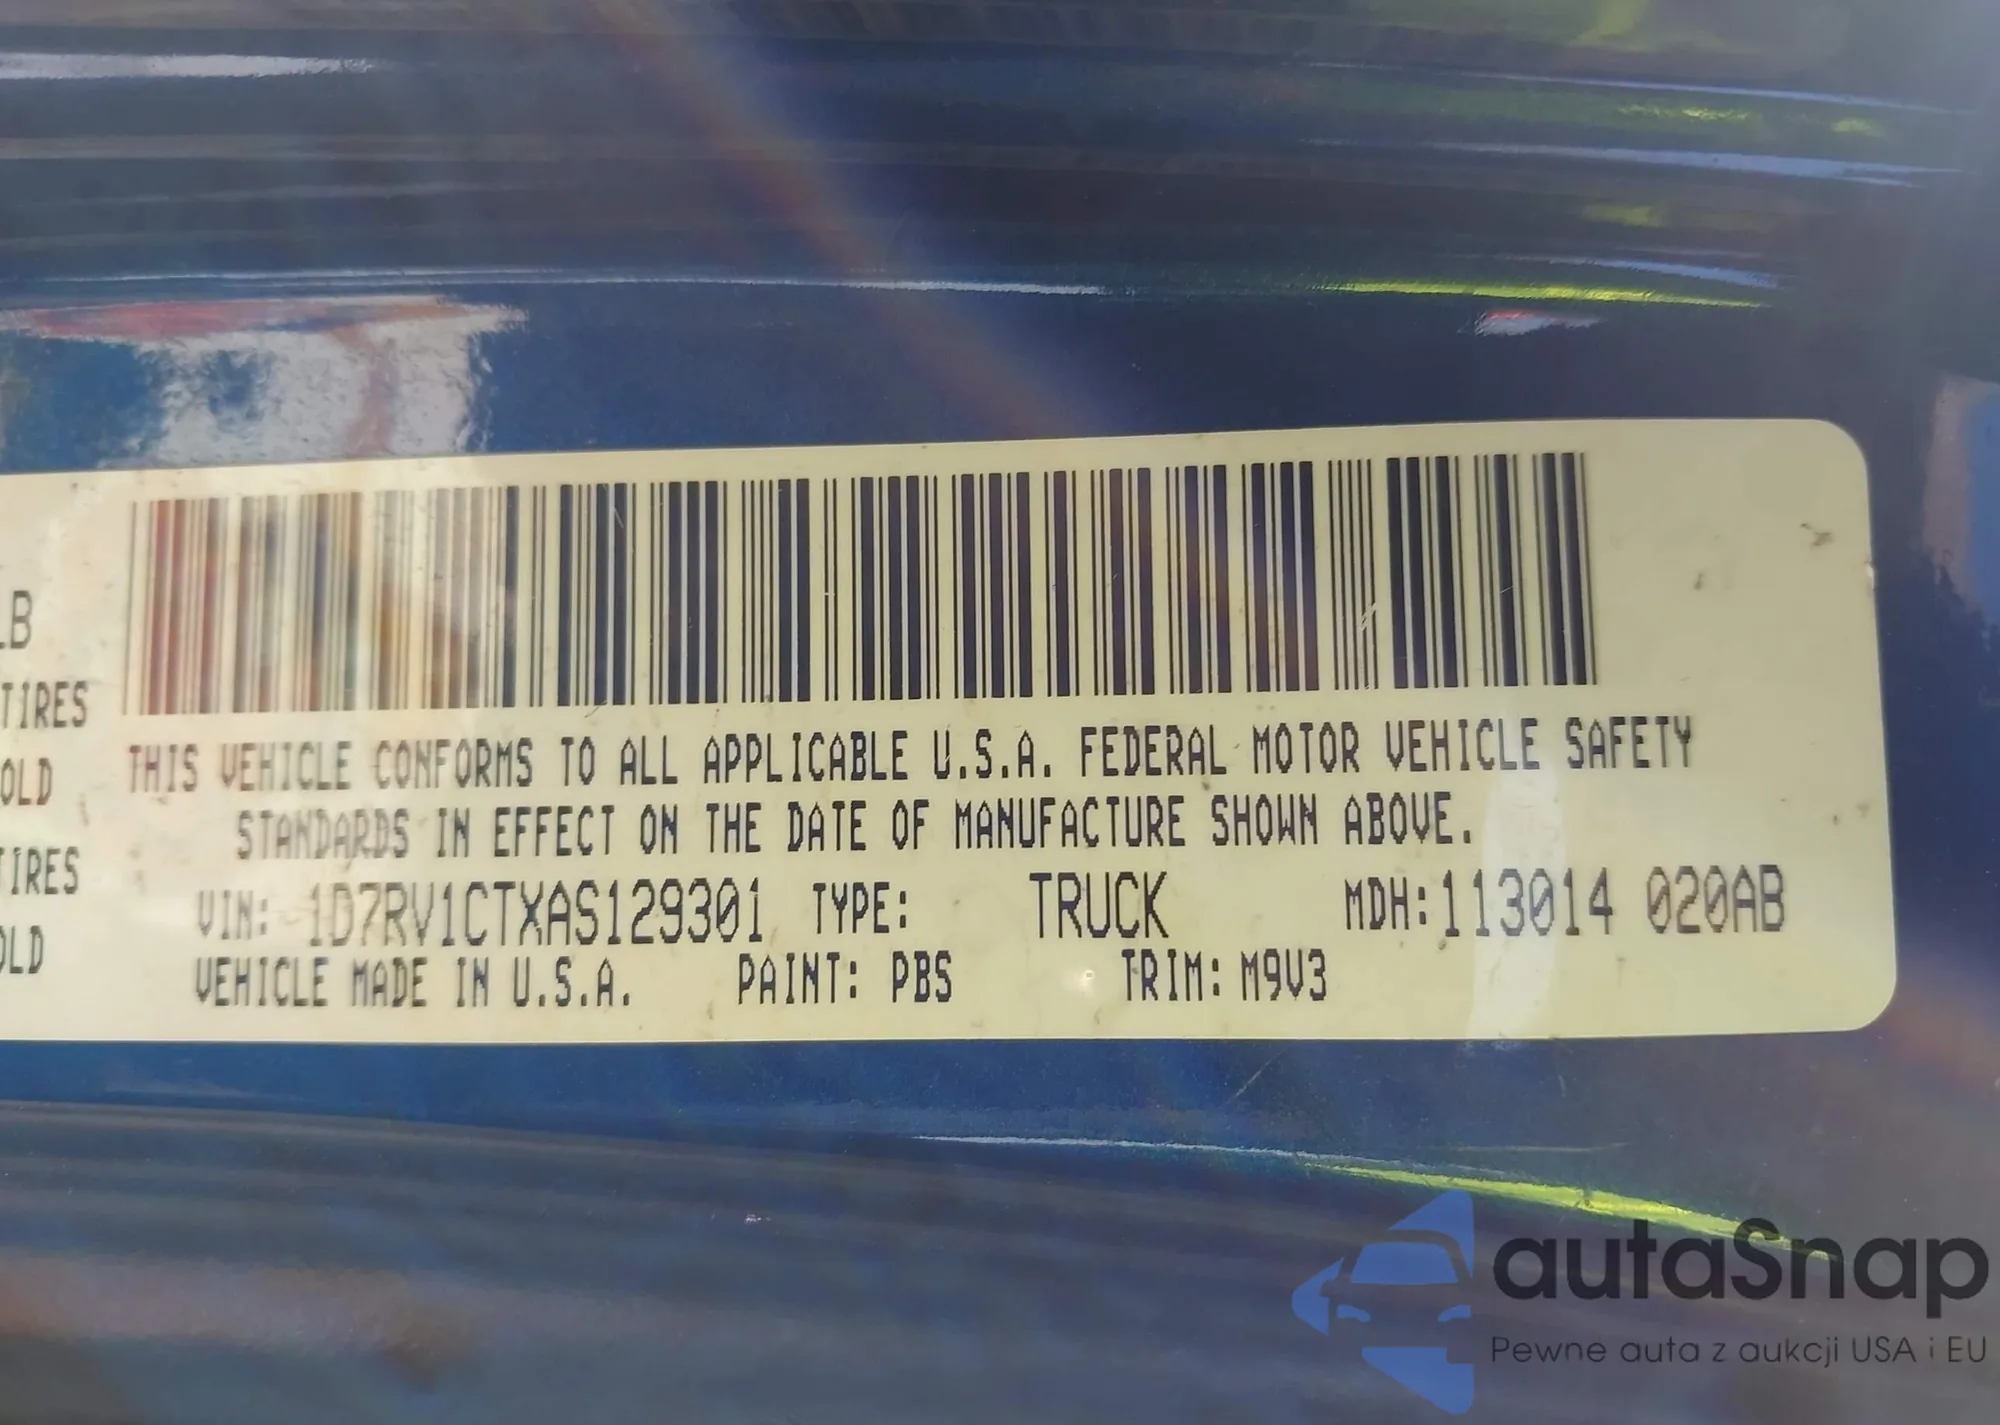 LB
TIRES
OLD
TIRES
OLD
THIS VEHICLE CONFORMS TO ALL APPLICABLE U.S.A. FEDERAL MOTOR VEHICLE SAFETY
STANDARDS IN EFFECT ON THE DATE OF MANUFACTURE SHOWN ABOVE.
VIN: 1D7RV1CTXAS129301 TYPE: TRUCK MDH:113014 020AB
VEHICLE MADE IN U.S.A. PAINT: PBS TRIM: M9V3
autaSnap
Pewne auta z aukcji USA i EU